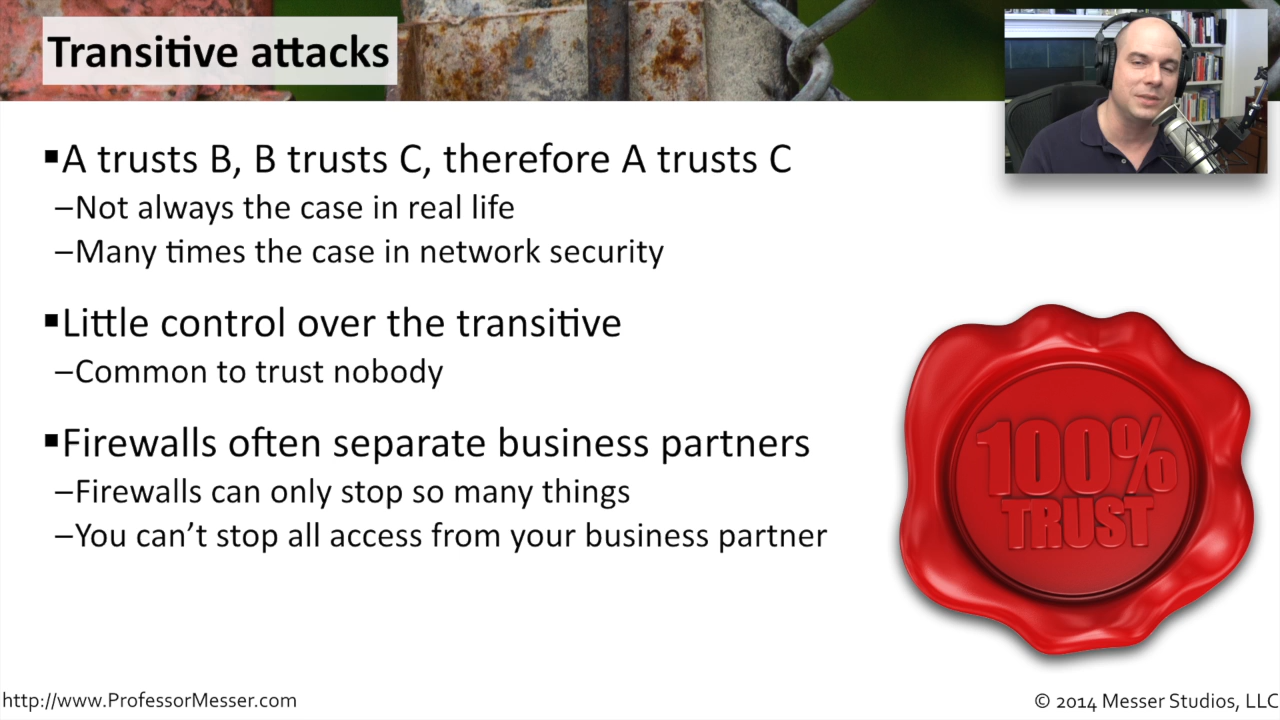 Transitive attacks
▪A trusts B, B trusts C, therefore A trusts C
–Not always the case in real life
–Many times the case in network security
▪Little control over the transitive
–Common to trust nobody
▪Firewalls often separate business partners
–Firewalls can only stop so many things
–You can’t stop all access from your business partner
100%
TRUST
http://www.ProfessorMesser.com
© 2014 Messer Studios, LLC